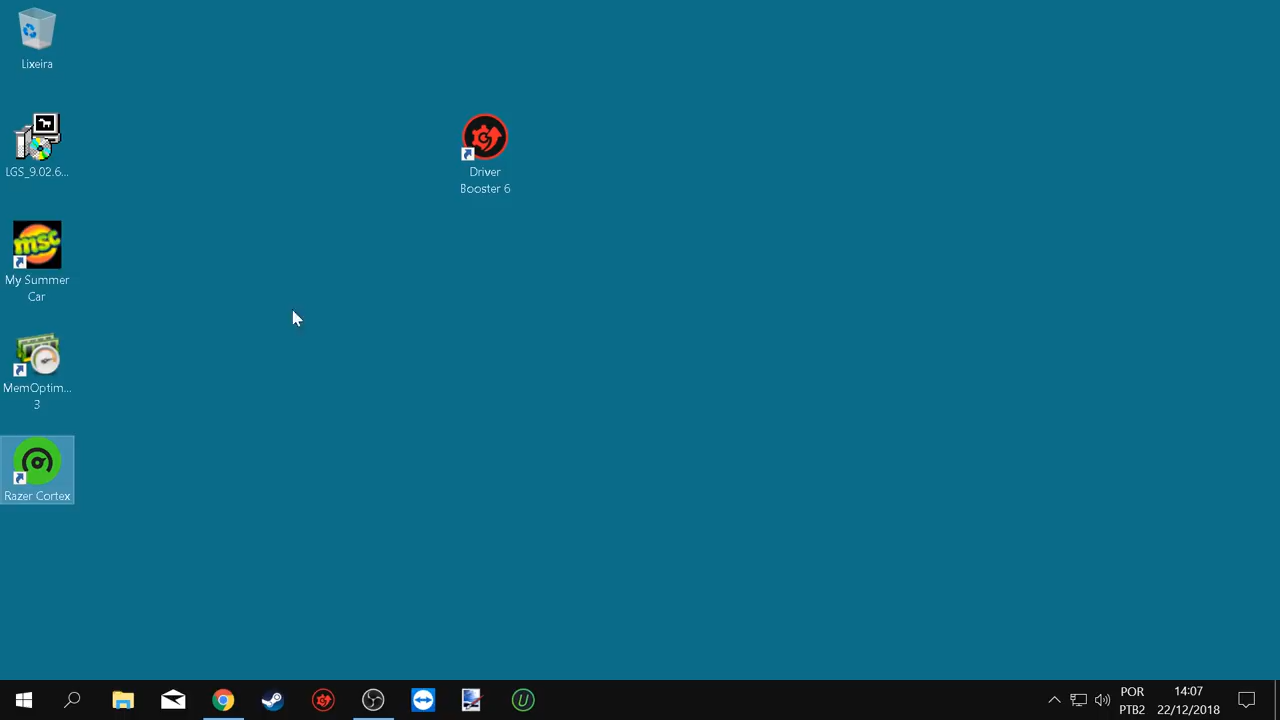 Lixeira
LGS_9.02.6...
msc
My Summer
Car
MemOptim...
3
Razer Cortex
Driver
Booster 6
U
POR
PTB2
14:07
22/12/2018